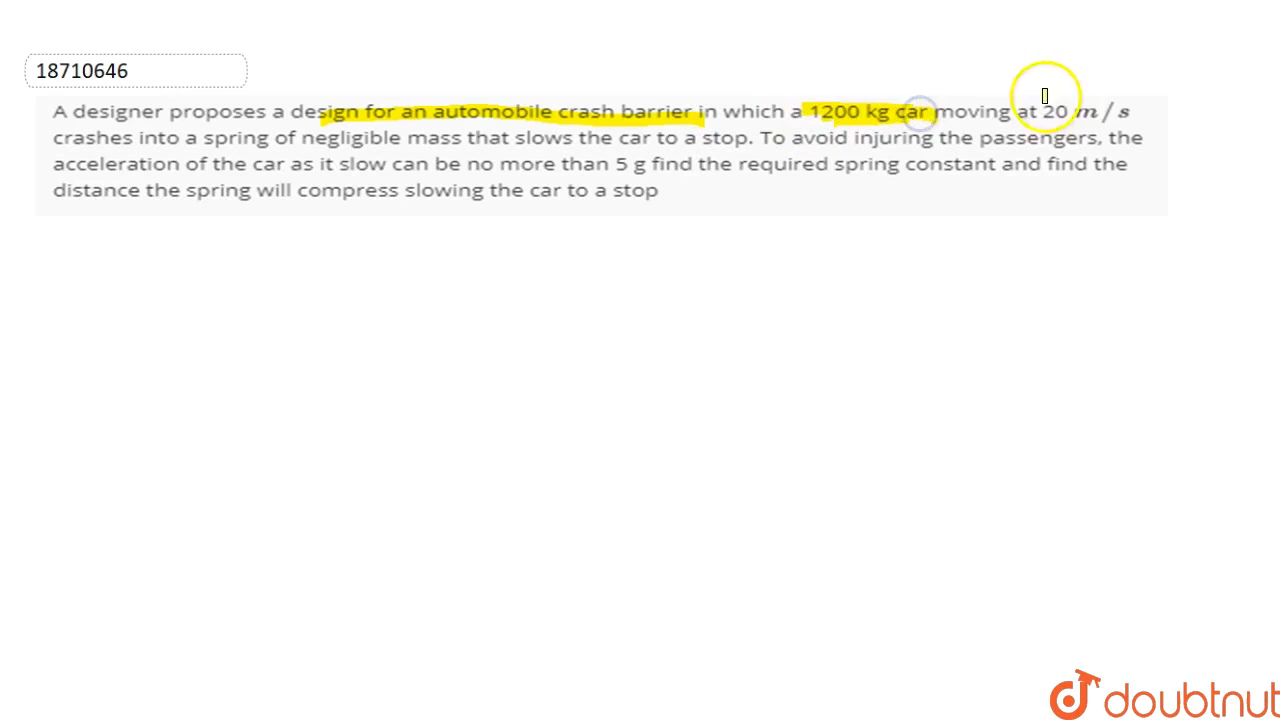 18710646
A designer proposes a design for an automobile crash barrier in which a 1200 kg car moving at 20 m/s
crashes into a spring of negligible mass that slows the car to a stop. To avoid injuring the passengers, the
acceleration of the car as it slow can be no more than 5 g find the required spring constant and find the
distance the spring will compress slowing the car to a stop
doubtnut